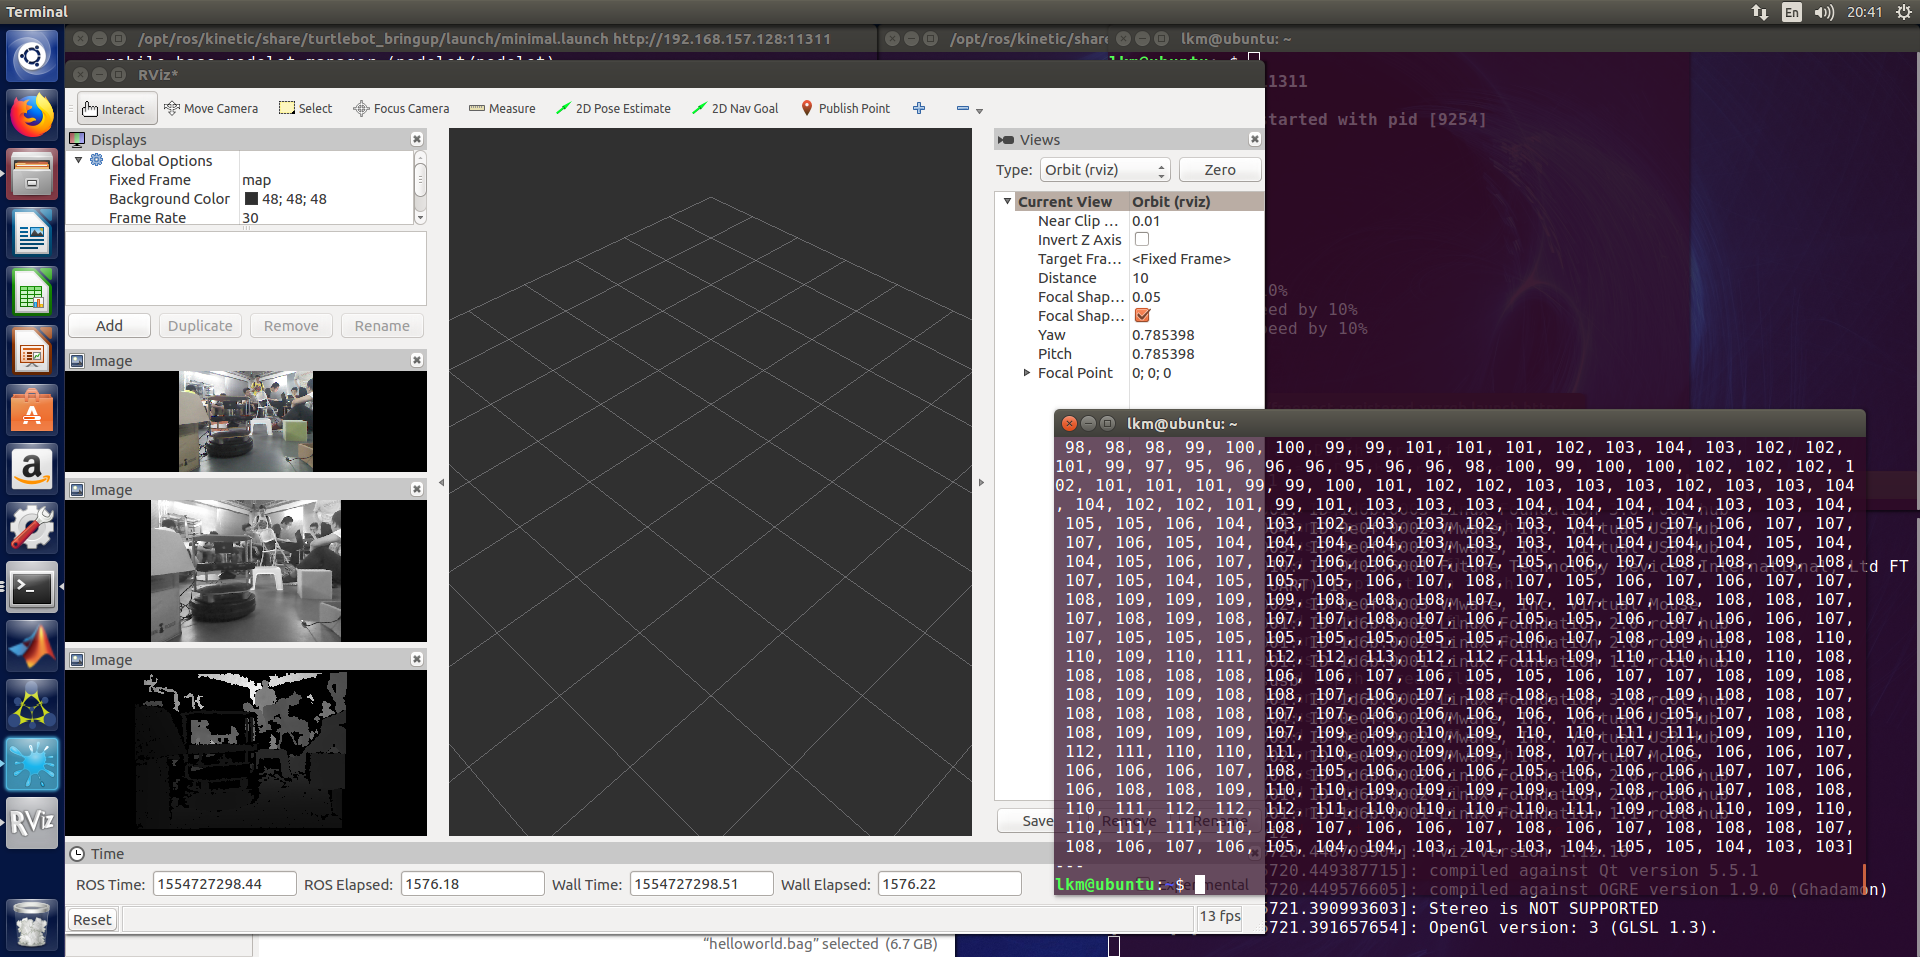 Terminal
En
20:41
/opt/ros/kinetic/share/turtlebot_bringup/launch/minimal.launch http://192.168.157.128:11311
/opt/ros/kinetic/share
lkm@ubuntu: ~
RViz*
11311
Interact
Move Camera
Select
Focus Camera
Measure
2D Pose Estimate
2D Nav Goal
Publish Point
started with pid [9254]
Displays
Global Options
Fixed Frame map
Background Color 48; 48; 48
Frame Rate 30
Add
Duplicate
Remove
Rename
Image
Image
Image
Views
Type: Orbit (rviz) Zero
Current View Orbit (rviz)
Near Clip ... 0.01
Invert Z Axis
Target Fra... <Fixed Frame>
Distance 10
Focal Shap... 0.05
Focal Shap...
Yaw 0.785398
Pitch 0.785398
Focal Point 0; 0; 0
Save
Remove
Rename
0%
eed by 10%
eed by 10%
lkm@ubuntu: ~
98, 98, 98, 99, 100, 100, 99, 99, 101, 101, 101, 102, 103, 104, 103, 102, 102,
101, 99, 97, 95, 96, 96, 96, 95, 96, 96, 98, 100, 99, 100, 100, 102, 102, 102, 1
02, 101, 101, 101, 99, 99, 100, 101, 102, 102, 103, 103, 103, 102, 103, 103, 104
, 104, 102, 102, 101, 99, 101, 103, 103, 103, 104, 104, 104, 104, 103, 103, 104,
105, 105, 106, 104, 103, 102, 103, 103, 102, 103, 104, 105, 107, 106, 107, 107,
107, 106, 105, 104, 104, 104, 104, 103, 103, 103, 104, 104, 104, 104, 105, 104,
104, 105, 106, 107, 107, 106, 106, 107, 107, 105, 106, 107, 108, 108, 109, 108,
107, 105, 104, 105, 105, 105, 106, 107, 108, 107, 105, 106, 107, 106, 107, 107,
108, 109, 109, 109, 109, 108, 108, 108, 107, 107, 107, 107, 108, 108, 108, 107,
107, 108, 109, 108, 107, 107, 108, 107, 106, 105, 105, 106, 107, 106, 106, 107,
107, 105, 105, 105, 105, 105, 105, 105, 105, 106, 107, 108, 109, 108, 108, 110,
110, 109, 110, 111, 112, 112, 113, 112, 112, 111, 109, 110, 110, 110, 110, 108,
108, 108, 108, 108, 106, 106, 107, 106, 105, 105, 106, 107, 107, 108, 109, 108,
108, 109, 109, 108, 108, 107, 106, 107, 108, 108, 108, 108, 109, 108, 108, 107,
108, 108, 108, 108, 107, 107, 106, 106, 106, 106, 106, 106, 105, 107, 108, 108,
108, 109, 109, 109, 107, 109, 109, 110, 109, 110, 110, 111, 111, 109, 109, 110,
112, 111, 110, 110, 111, 110, 109, 109, 109, 108, 107, 107, 106, 106, 106, 107,
106, 106, 106, 107, 108, 105, 106, 106, 106, 105, 106, 106, 106, 107, 107, 106,
106, 108, 108, 109, 110, 110, 109, 109, 109, 109, 109, 108, 106, 107, 108, 108,
110, 111, 112, 112, 112, 111, 110, 110, 110, 110, 111, 109, 108, 110, 109, 110,
110, 111, 111, 110, 108, 107, 106, 106, 107, 108, 106, 107, 108, 108, 108, 107,
108, 106, 107, 106, 105, 104, 104, 103, 101, 103, 104, 105, 105, 104, 103, 103]
---
lkm@ubuntu:~$
Ltd FT
Time
ROS Time: 1554727298.44 ROS Elapsed: 1576.18 Wall Time: 1554727298.51 Wall Elapsed: 1576.22
Experimental
Reset
13 fps
720.449387715]: compiled against Qt version 5.5.1
720.449576605]: compiled against OGRE version 1.9.0 (Ghadamon)
721.390993603]: Stereo is NOT SUPPORTED
721.391657654]: OpenGl version: 3 (GLSL 1.3).
“helloworld.bag” selected (6.7 GB)
RViz